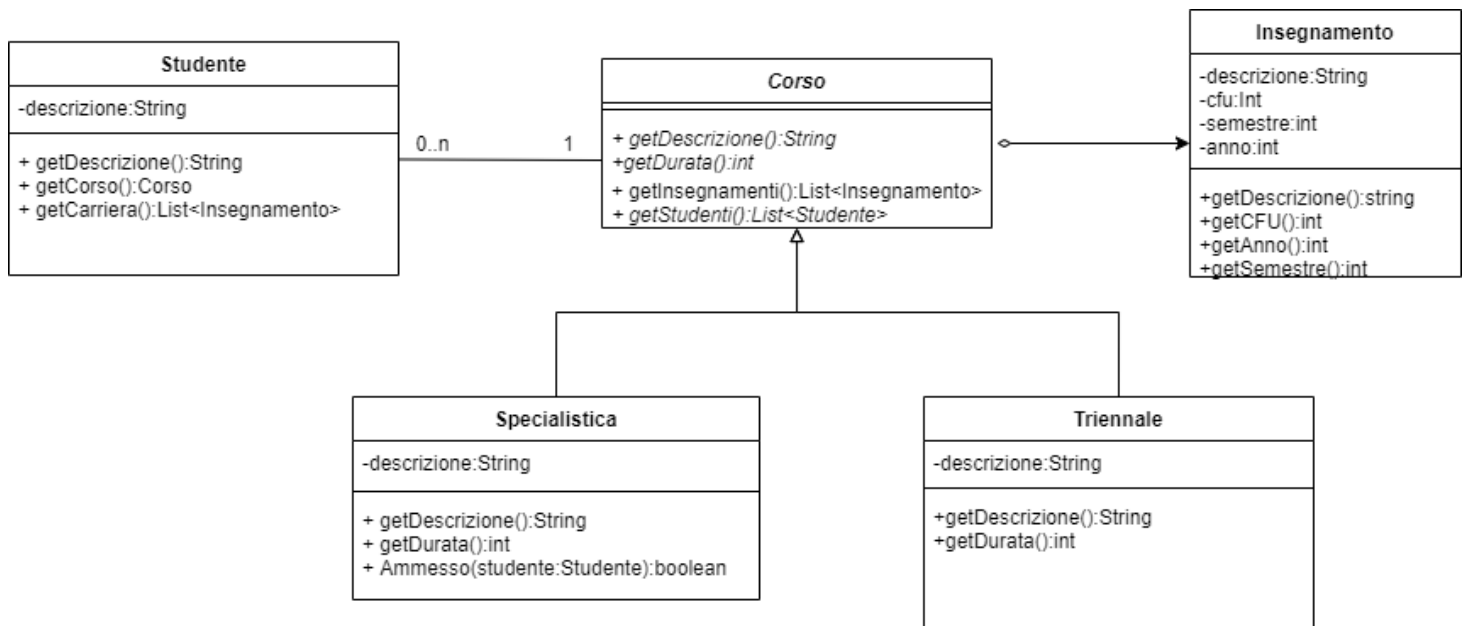 Studente
-descrizione:String
+ getDescrizione():String
+ getCorso():Corso
+ getCarriera():List<Insegnamento>
0..n
1
Corso
+ getDescrizione():String
+getDurata():int
+ getInsegnamenti():List<Insegnamento>
+ getStudenti():List<Studente>
Insegnamento
-descrizione:String
-cfu:Int
-semestre:int
-anno:int
+getDescrizione():string
+getCFU():int
+getAnno():int
+getSemestre():int
Specialistica
-descrizione:String
+ getDescrizione():String
+ getDurata():int
+ Ammesso(studente:Studente):boolean
Triennale
-descrizione:String
+getDescrizione():String
+getDurata():int